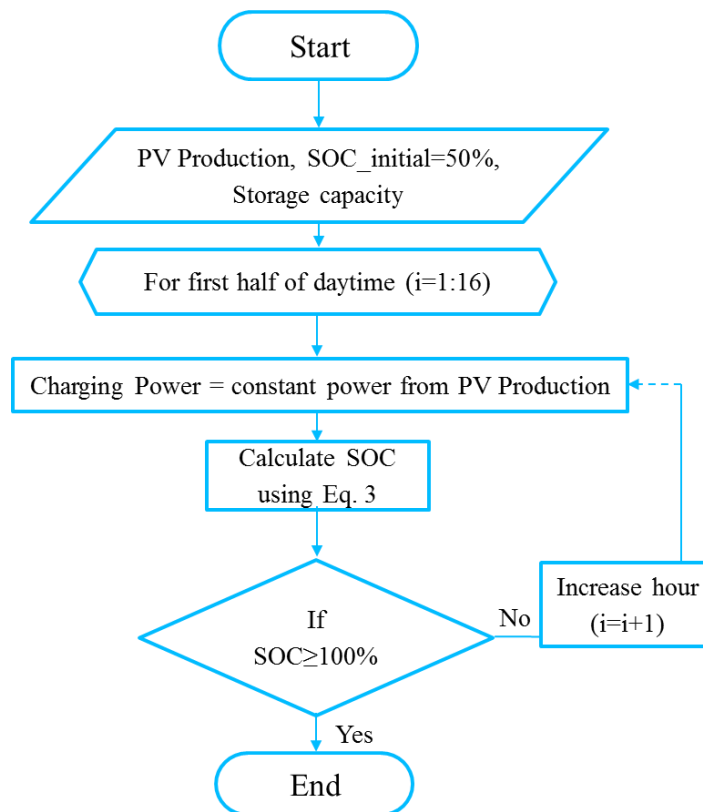 Start
PV Production, SOC_initial=50%,
Storage capacity
For first half of daytime (i=1:16)
Charging Power = constant power from PV Production
Calculate SOC
using Eq. 3
If
SOC≥100%
No
Increase hour
(i=i+1)
Yes
End